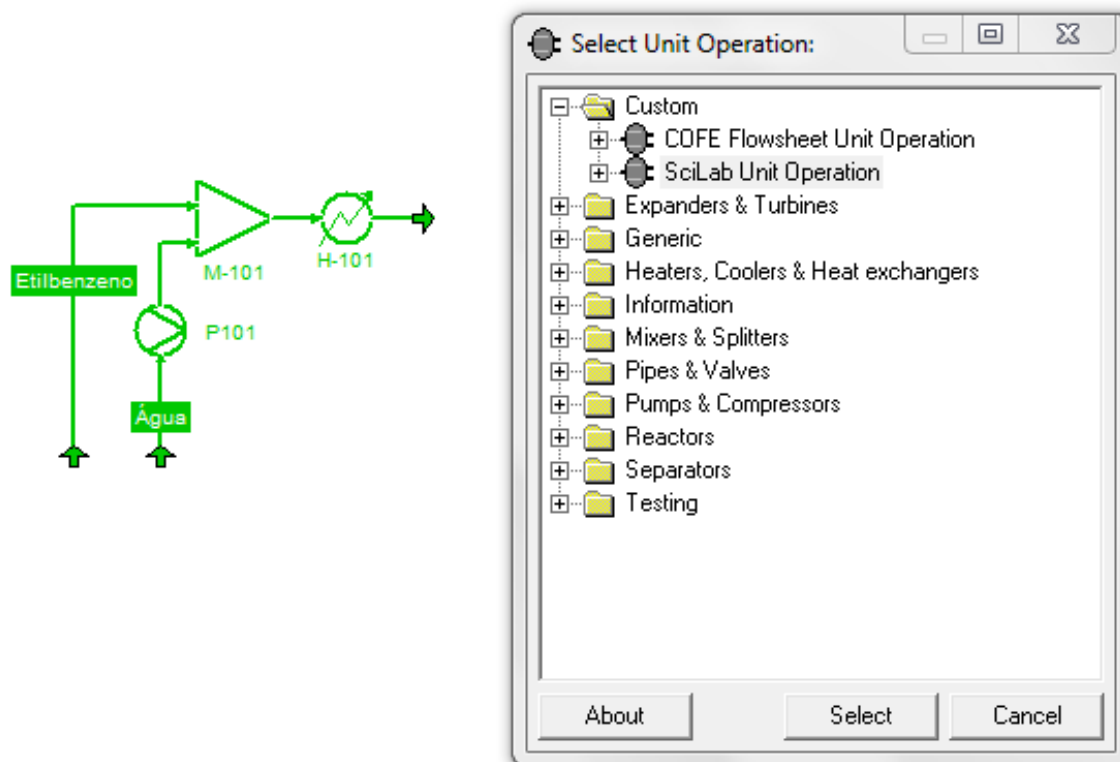 Etilbenzeno
M-101
H-101
P101
Água
Select Unit Operation:
Custom
COFE Flowsheet Unit Operation
SciLab Unit Operation
Expanders & Turbines
Generic
Heaters, Coolers & Heat exchangers
Information
Mixers & Splitters
Pipes & Valves
Pumps & Compressors
Reactors
Separators
Testing
About
Select
Cancel